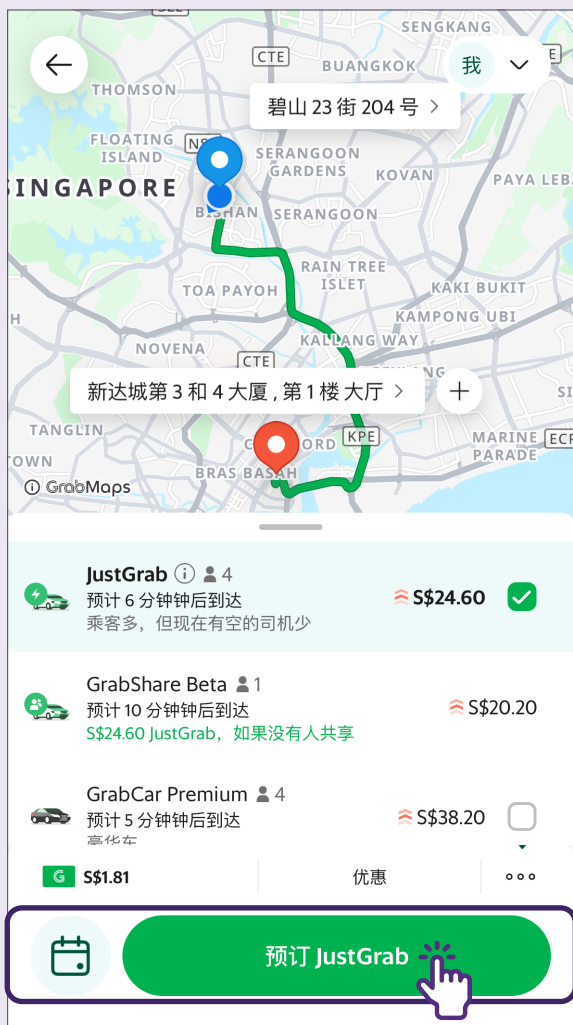 SENGKANG
CTE
BUANGKOK
我
E
THOMSON
碧山 23 街 204 号 >
FLOATING
ISLAND
NS
SERANGOON
GARDENS
KOVAN
SINGAPORE
PAYA LEB
BISHAN
SERANGOON
RAIN TREE
ISLET
TOA PAYOH
KAKI BUKIT
KAMPONG UBI
H
KALLANG WAY
NOVENA
CTE
新达城第 3 和 4 大厦 , 第 1 楼 大厅 >
+
SI
TANGLIN
KPE
MARINE
PARADE
ECP
TOWN
BRAS BASAH
GrabMaps
JustGrab 4
预计 6 分钟钟后到达
S$24.60
乘客多，但现在有空的司机少
GrabShare Beta 1
预计 10 分钟钟后到达
S$20.20
S$24.60 JustGrab，如果没有人共享
GrabCar Premium 4
预计 5 分钟钟后到达
S$38.20
豪华车
G S$1.81
优惠
预订 JustGrab